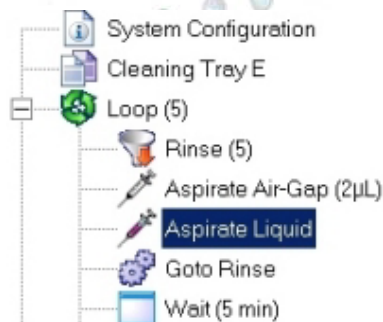 System Configuration
Cleaning Tray E
Loop (5)
Rinse (5)
Aspirate Air-Gap (2µL)
Aspirate Liquid
Goto Rinse
Wait (5 min)